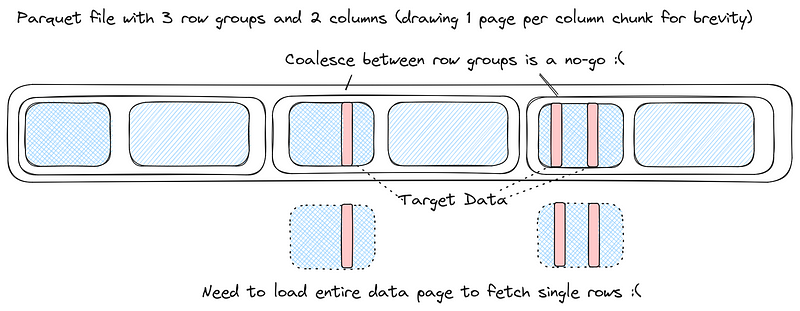 Parquet file with 3 row groups and 2 columns (drawing 1 page per column chunk for brevity)
Coalesce between row groups is a no-go :(
Target Data
Need to load entire data page to fetch single rows :(